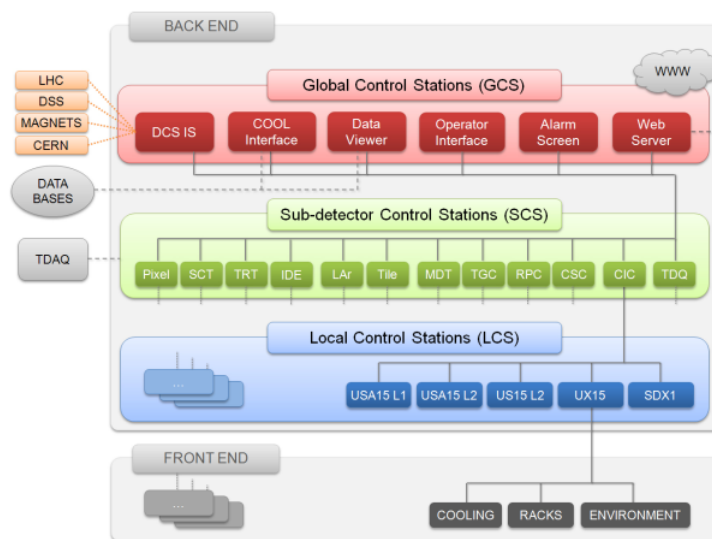 BACK END
WWW
LHC
DSS
MAGNETS
CERN
Global Control Stations (GCS)
DCS IS
COOL
Interface
Data
Viewer
Operator
Interface
Alarm
Screen
Web
Server
DATA
BASES
Sub-detector Control Stations (SCS)
TDAQ
Pixel
SCT
TRT
IDE
LAr
Tile
MDT
TGC
RPC
CSC
CIC
TDQ
Local Control Stations (LCS)
...
USA15 L1
USA15 L2
US15 L2
UX15
SDX1
FRONT END
...
COOLING
RACKS
ENVIRONMENT